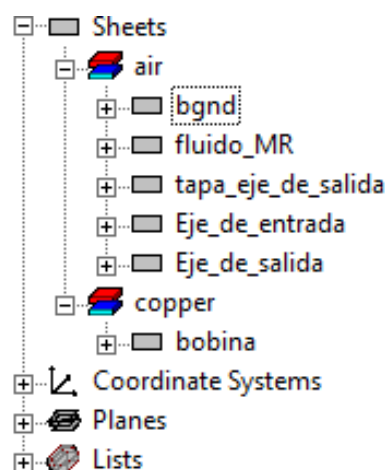 Sheets
air
bgnd
fluido_MR
tapa_eje_de_salida
Eje_de_entrada
Eje_de_salida
copper
bobina
Coordinate Systems
Planes
Lists